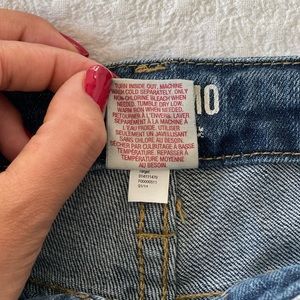 TURN INSIDE OUT, MACHINE
WASH COLD SEPARATELY. ONLY
NON-CHLORINE BLEACH WHEN
NEEDED. TUMBLE DRY LOW.
WARM IRON WHEN NEEDED.
RETOURNER À L'ENVERS. LAVER
SÉPARÉMENT À LA MACHINE À
L'EAU FROIDE. UTILISER
SEULEMENT UN JAVELLISANT
SANS CHLORE AU BESOIN.
SÉCHER PAR CULBUTAGE À BASSE
TEMPÉRATURE. REPASSER À
TEMPÉRATURE MOYENNE
AU BESOIN.
Target